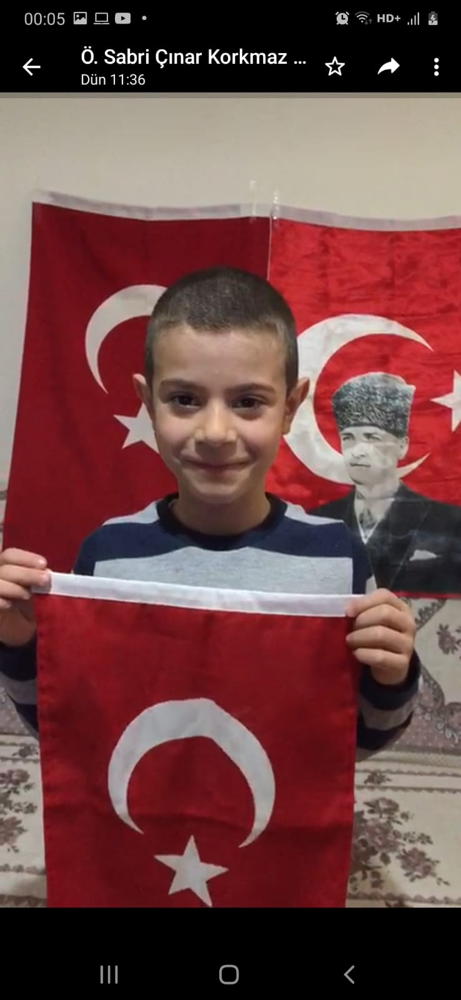 00:05
HD+
Ö. Sabri Çınar Korkmaz ...
Dün 11:36